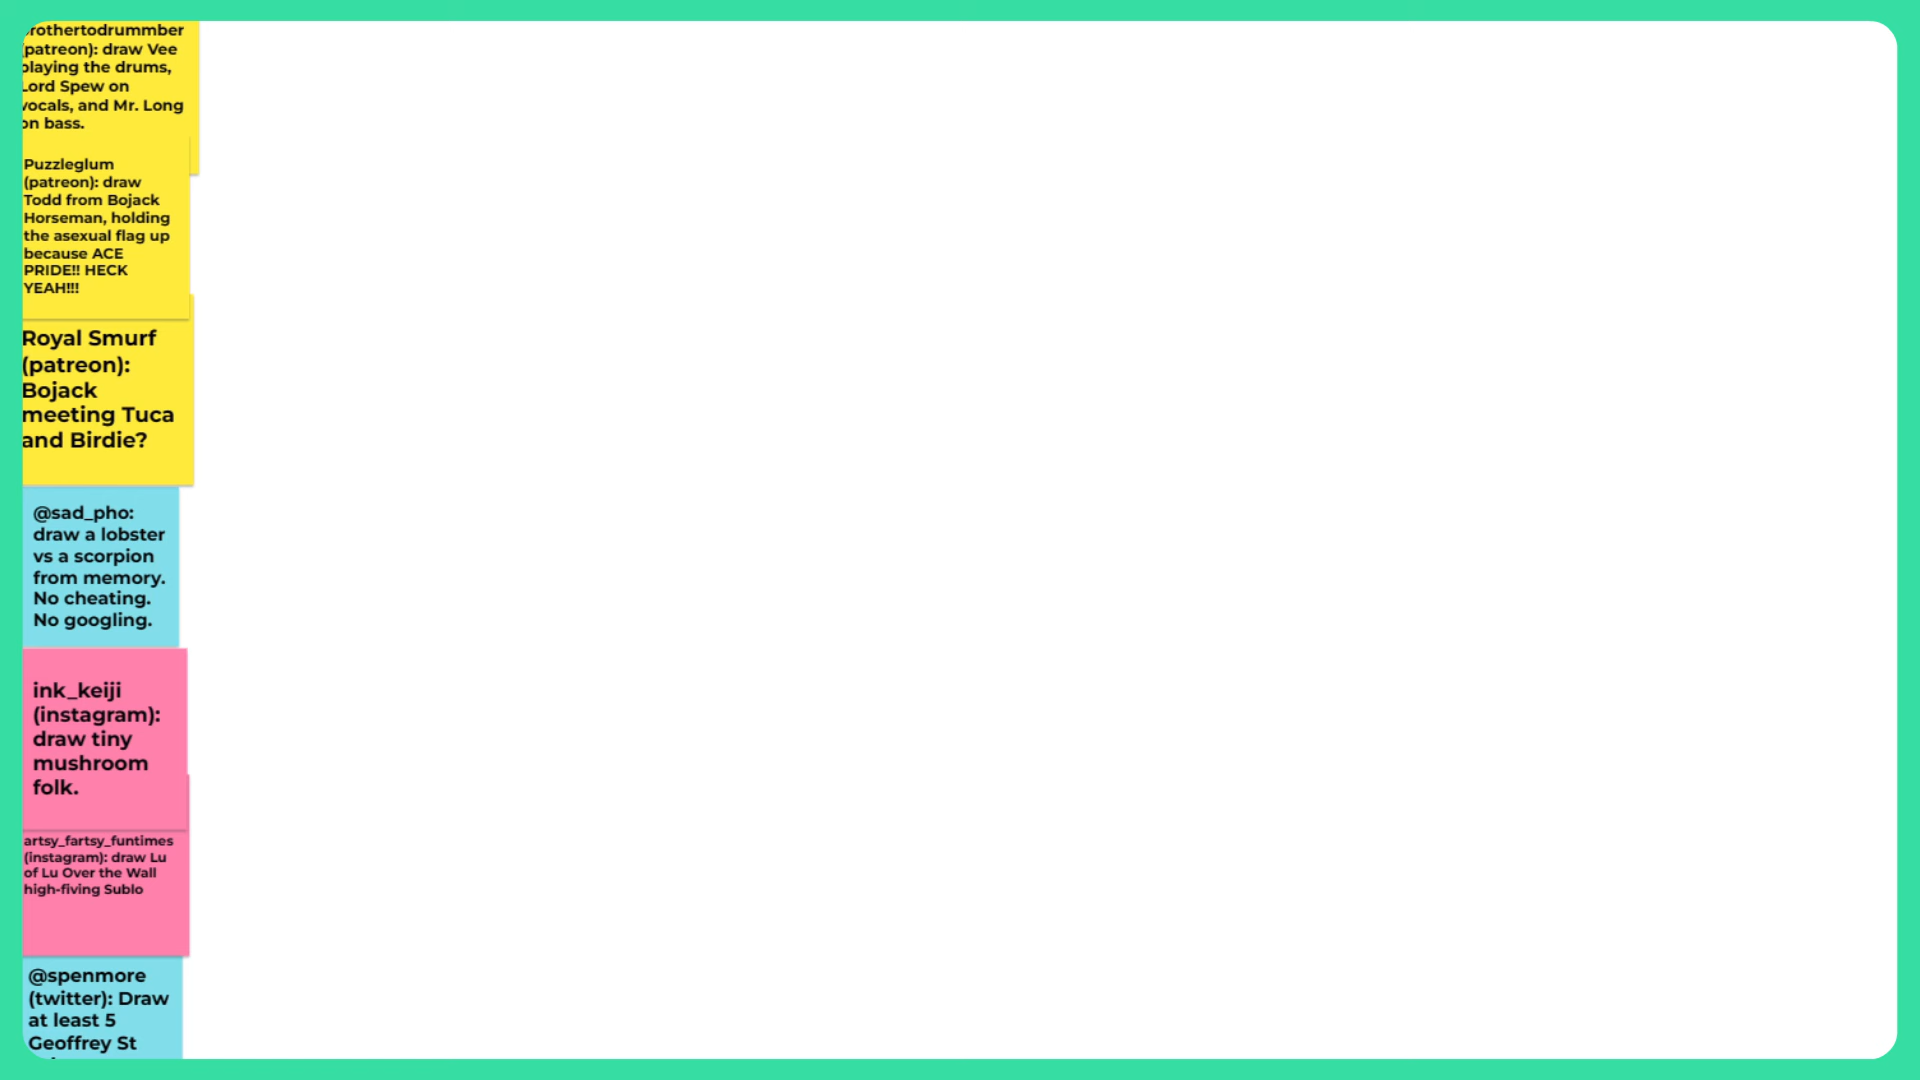 rothertodrummber
(patreon): draw Vee
playing the drums,
Lord Spew on
vocals, and Mr. Long
on bass.
Puzzleglum
(patreon): draw
Todd from Bojack
Horseman, holding
the asexual flag up
because ACE
PRIDE!! HECK
YEAH!!!
Royal Smurf
(patreon):
Bojack
meeting Tuca
and Birdie?
@sad_pho:
draw a lobster
vs a scorpion
from memory.
No cheating.
No googling.
ink_keiji
(instagram):
draw tiny
mushroom
folk.
artsy_fartsy_funtimes
(instagram): draw Lu
of Lu Over the Wall
high-fiving Sublo
@spenmore
(twitter): Draw
at least 5
Geoffrey St